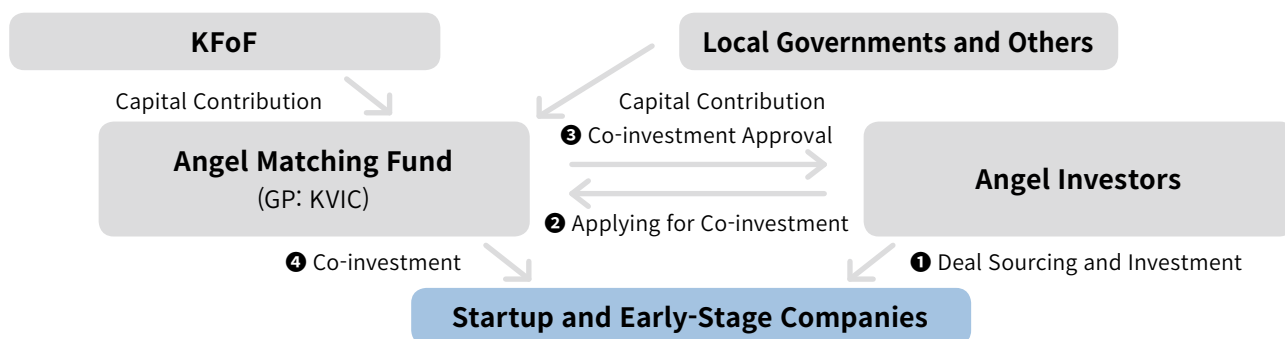 KFoF
Local Governments and Others
Capital Contribution
Capital Contribution
❸ Co-investment Approval
Angel Matching Fund
(GP: KVIC)
Angel Investors
❷ Applying for Co-investment
❹ Co-investment
❶ Deal Sourcing and Investment
Startup and Early-Stage Companies